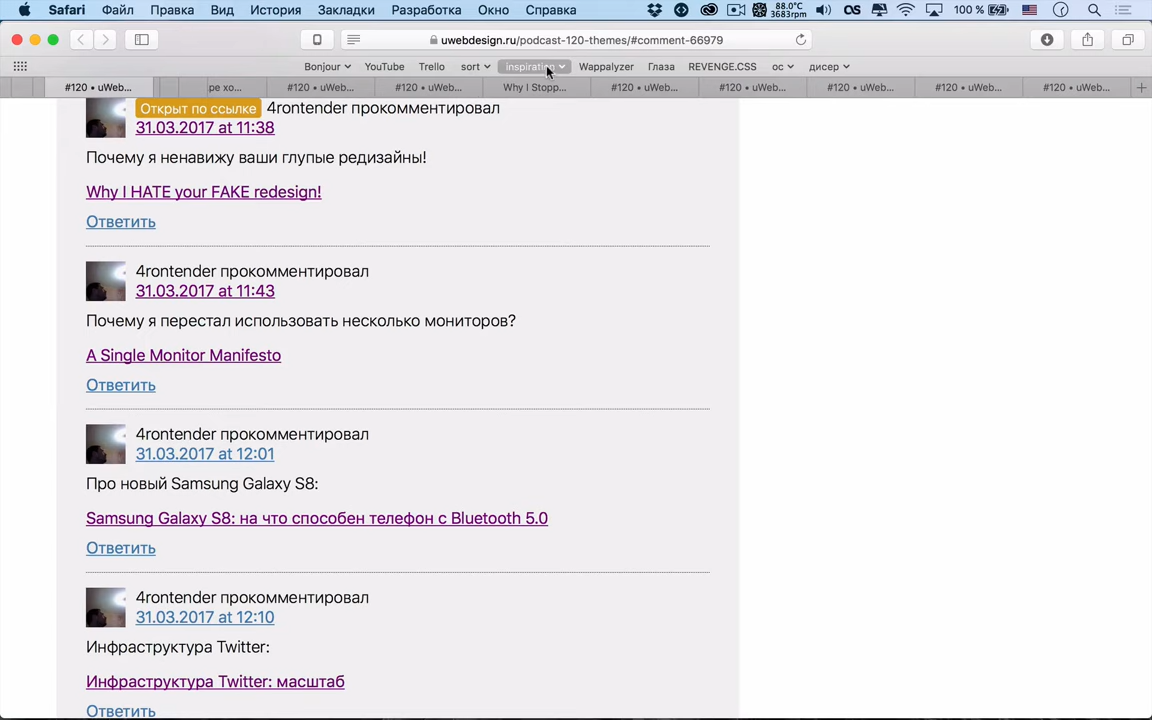 Safari Файл Правка Вид История Закладки Разработка Окно Справка 88.0°C 3683rpm 100 %
uwebdesign.ru/podcast-120-themes/#comment-66979
Bonjour YouTube Trello sort inspiration Wappalyzer Глаза REVENGE.CSS ос дисер
#120 • uWeb... ре хо... #120 • uWeb... #120 • uWeb... Why I Stopp... #120 • uWeb... #120 • uWeb... #120 • uWeb... #120 • uWeb... #120 • uWeb...
Открыт по ссылке 4rontender прокомментировал
31.03.2017 at 11:38
Почему я ненавижу ваши глупые редизайны!
Why I HATE your FAKE redesign!
Ответить
4rontender прокомментировал
31.03.2017 at 11:43
Почему я перестал использовать несколько мониторов?
A Single Monitor Manifesto
Ответить
4rontender прокомментировал
31.03.2017 at 12:01
Про новый Samsung Galaxy S8:
Samsung Galaxy S8: на что способен телефон с Bluetooth 5.0
Ответить
4rontender прокомментировал
31.03.2017 at 12:10
Инфраструктура Twitter:
Инфраструктура Twitter: масштаб
Ответить